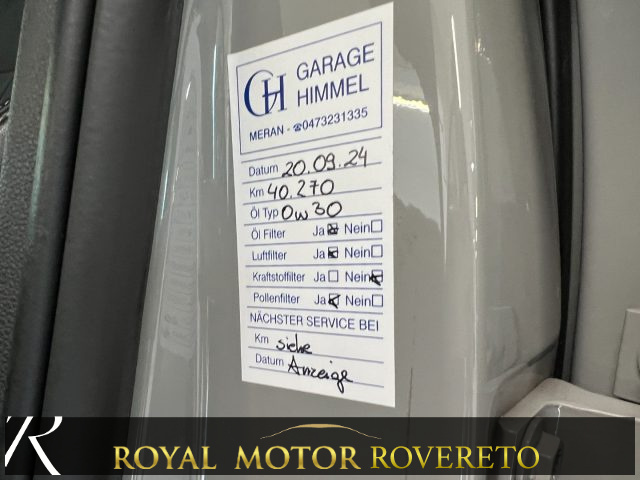 GH GARAGE
HIMMEL
MERAN - ☎0473231335
Datum 20.09.24
Km 40.270
Öl Typ 0w30
Öl Filter Ja☒ Nein☐
Luftfilter Ja☒ Nein☐
Kraftstoffilter Ja☐ Nein☒
Pollenfilter Ja☒ Nein☐
NÄCHSTER SERVICE BEI
Km siehe
Datum Anzeige
R ROYAL MOTOR ROVERETO